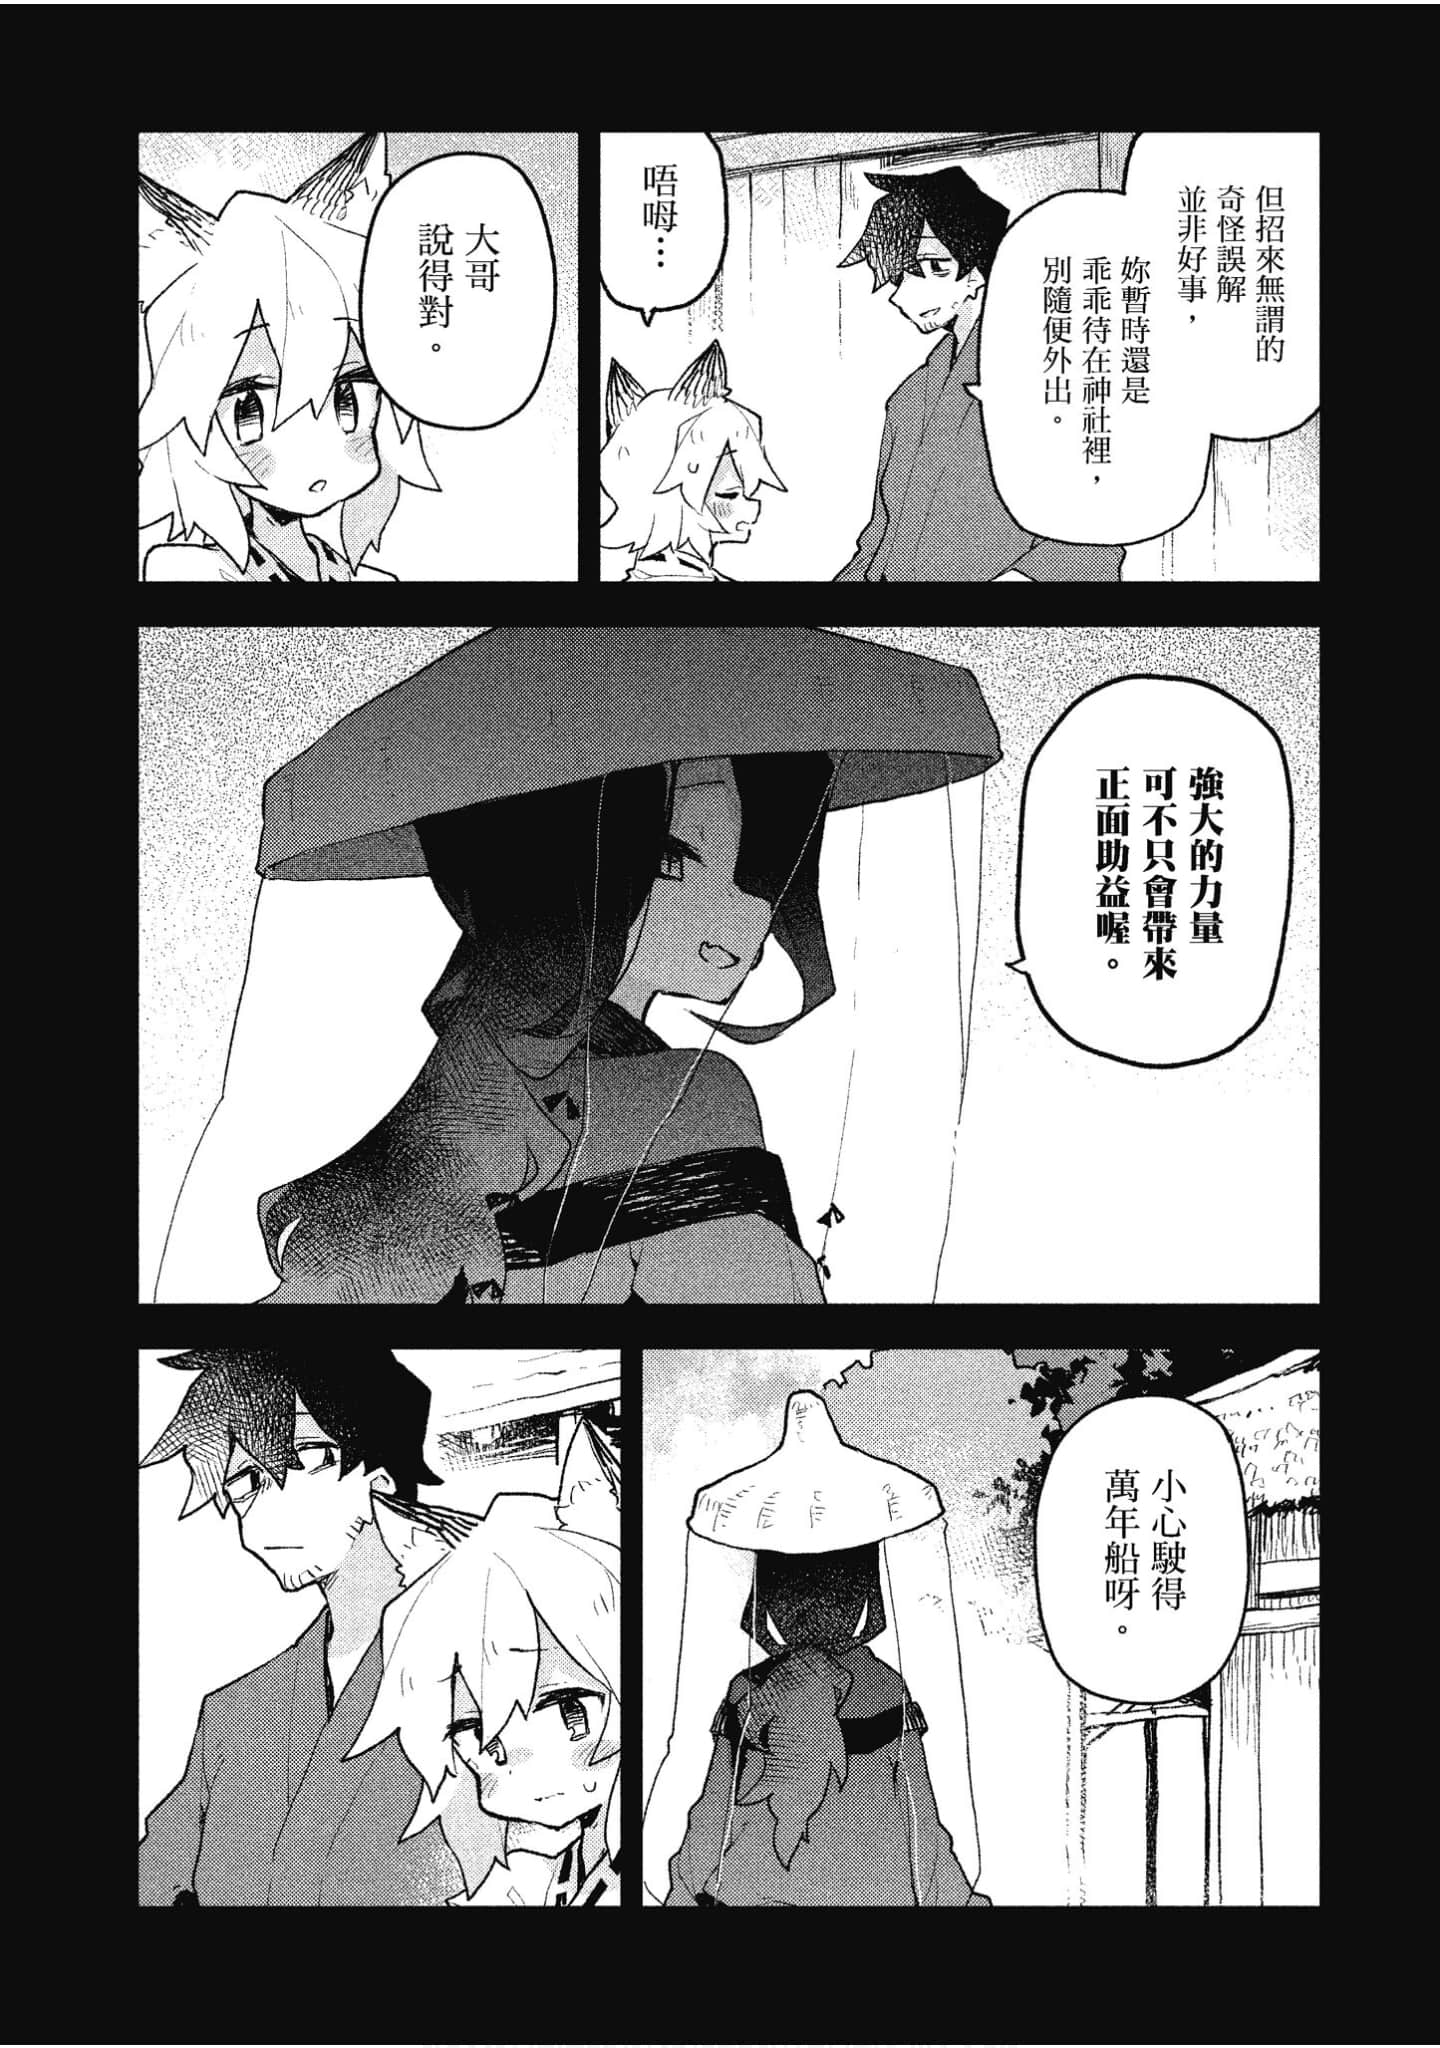 但招來無謂的
奇怪誤解
並非好事，
妳暫時還是
乖乖待在神社裡，
別隨便外出。
唔呣…
大哥
說得對。
強大的力量
可不只會帶來
正面助益喔。
小心駛得
萬年船呀。